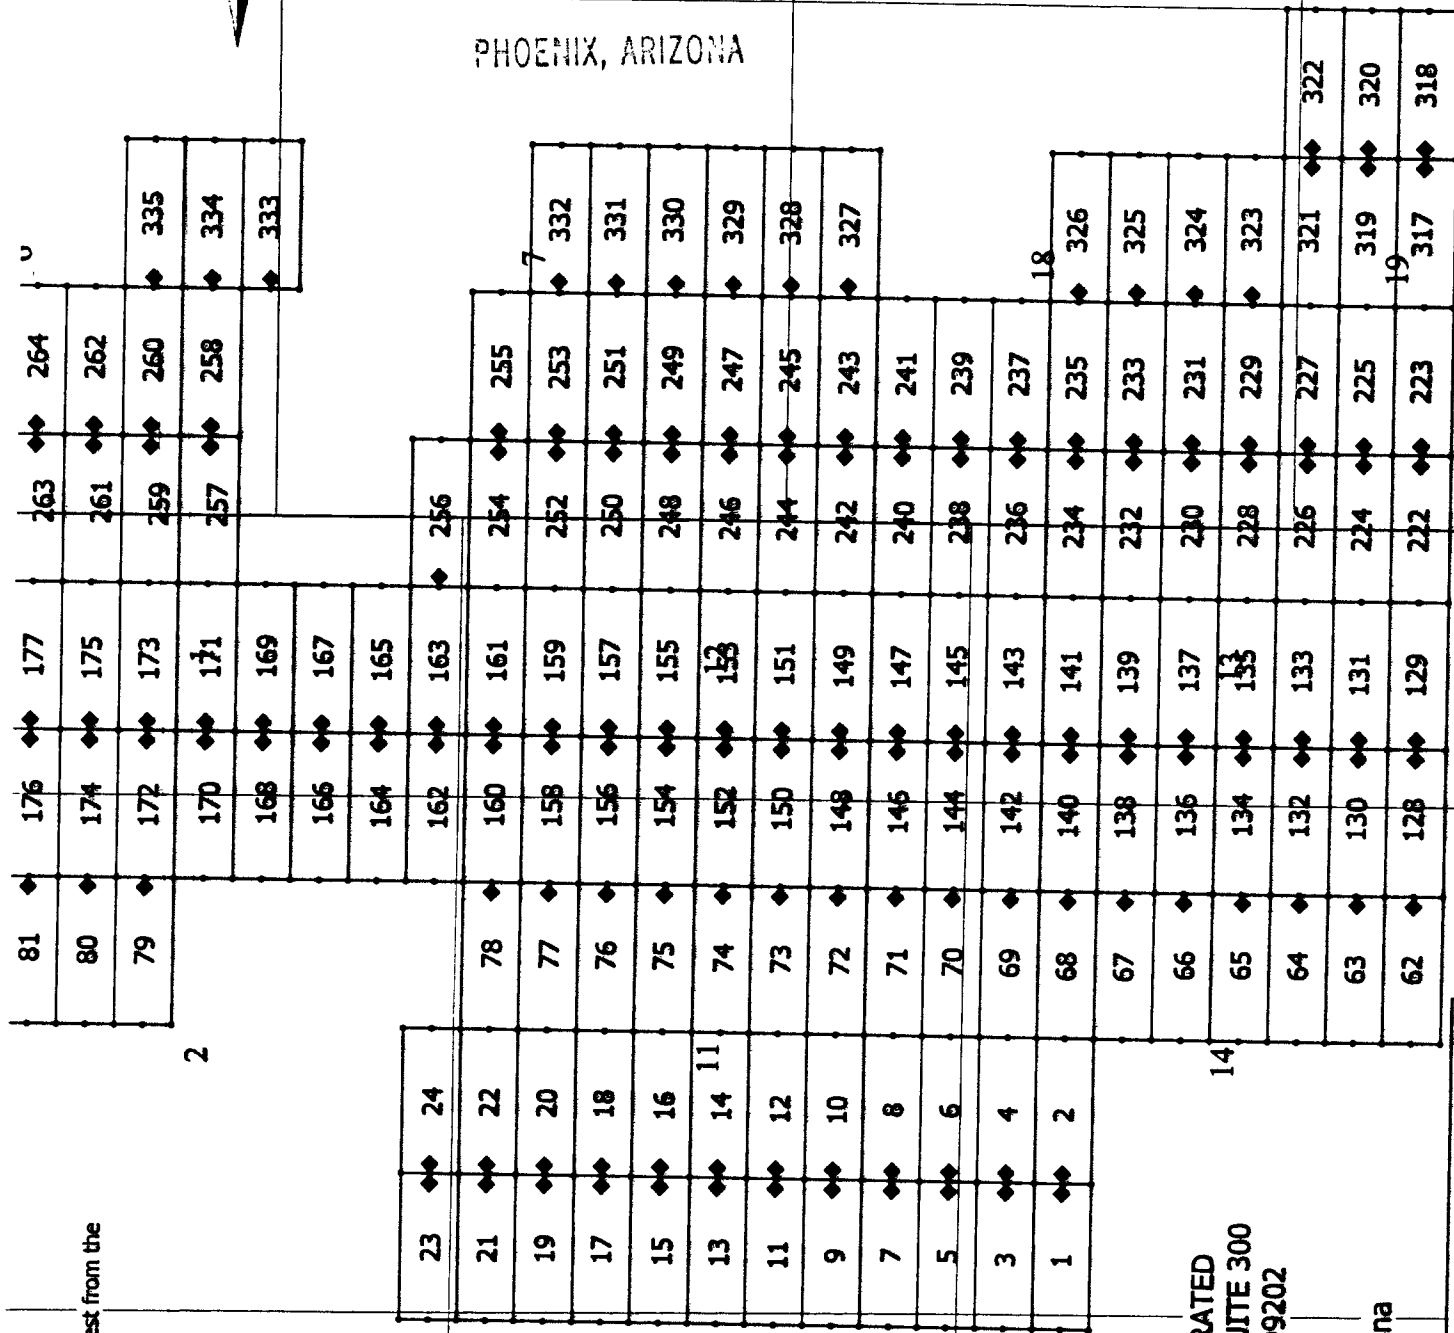 PHOENIX, ARIZONA
322 320 318
335 334 333 332 331 330 329 328 327 326 325 324 323 321 319 317
7 18 19
264 262 260 258 255 253 251 249 247 245 243 241 239 237 235 233 231 229 227 225 223
263 261 259 257 256 254 252 250 248 246 244 242 240 238 236 234 232 230 228 226 224 222
177 175 173 171 169 167 165 163 161 159 157 155 153 151 149 147 145 143 141 139 137 135 133 131 129
1 12 13
176 174 172 170 168 166 164 162 160 158 156 154 152 150 148 146 144 142 140 138 136 134 132 130 128
81 80 79 78 77 76 75 74 73 72 71 70 69 68 67 66 65 64 63 62
2 11 14
24 22 20 18 16 14 12 10 8 6 4 2
23 21 19 17 15 13 11 9 7 5 3 1
est from the
RATED
UITE 300
9202
na